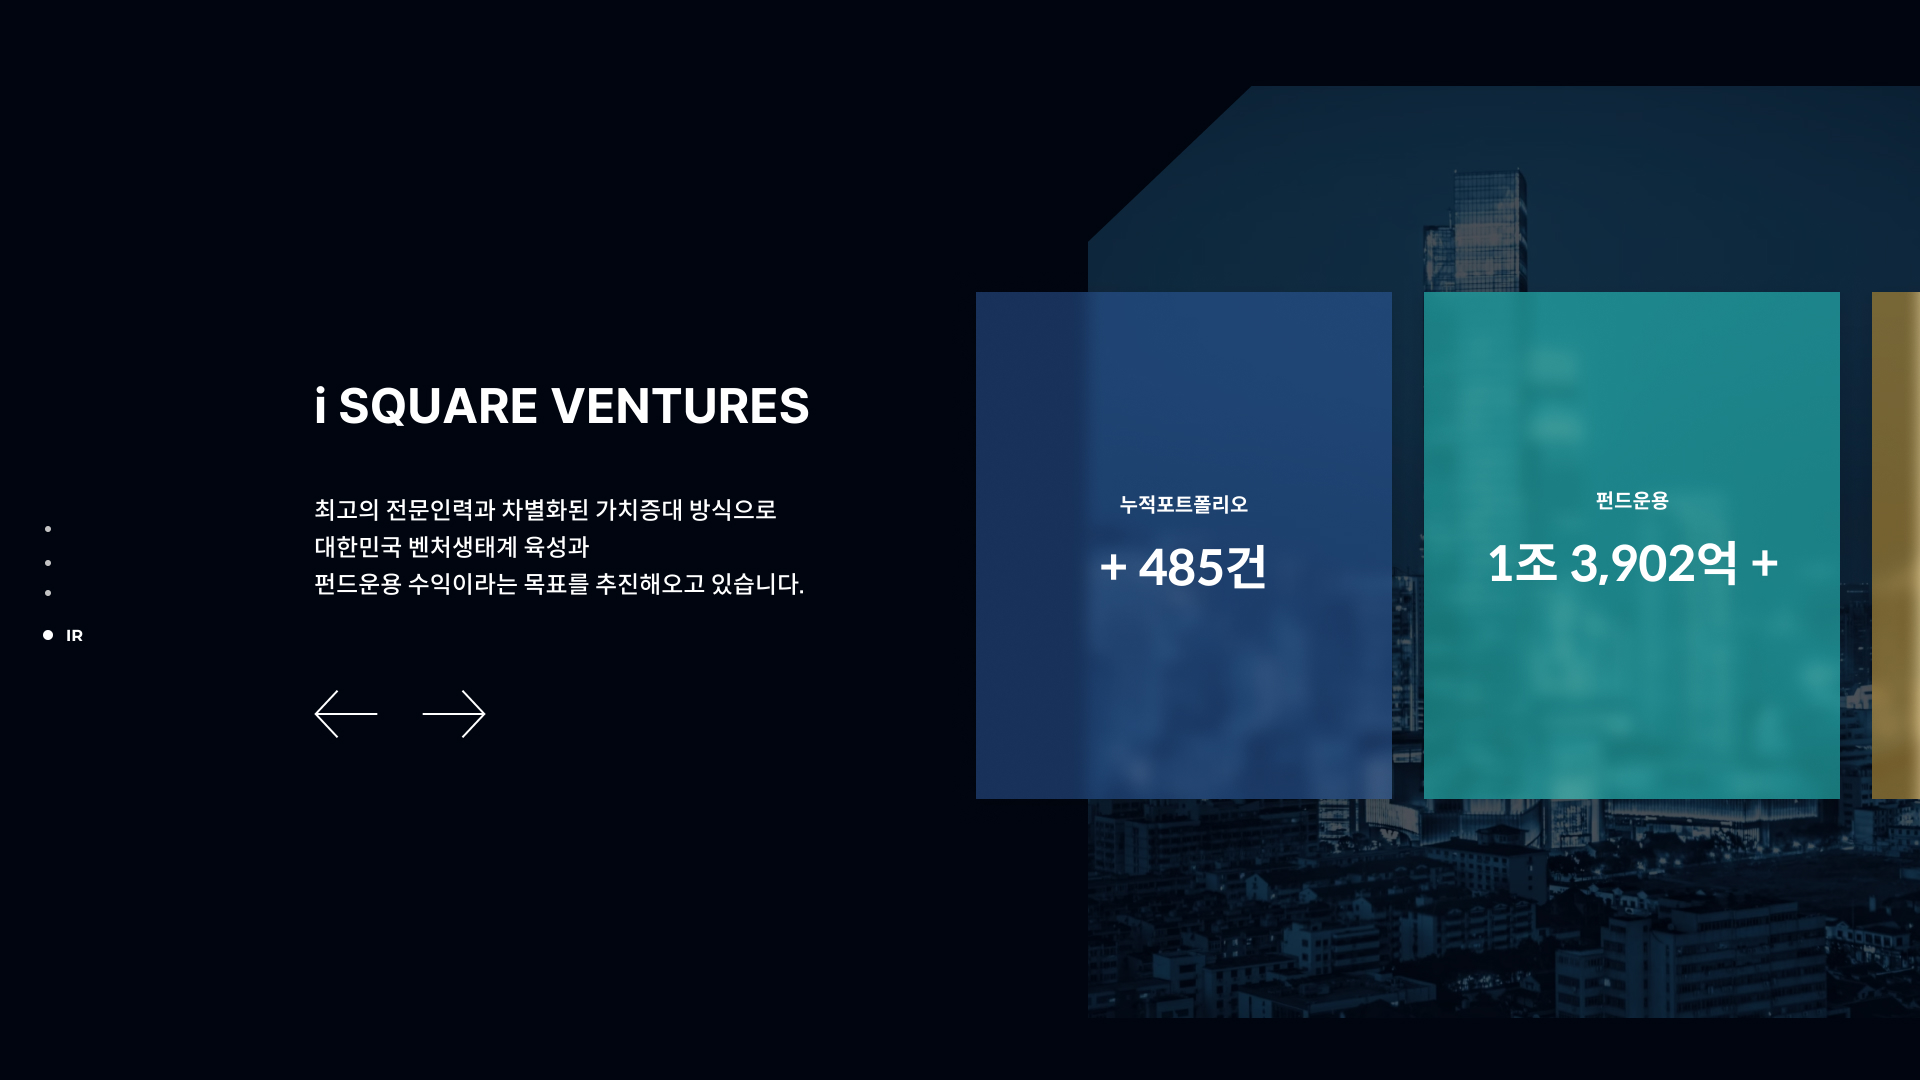 i SQUARE VENTURES
최고의 전문인력과 차별화된 가치증대 방식으로
대한민국 벤처생태계 육성과
펀드운용 수익이라는 목표를 추진해오고 있습니다.
IR
누적포트폴리오
+ 485건
펀드운용
1조 3,902억 +